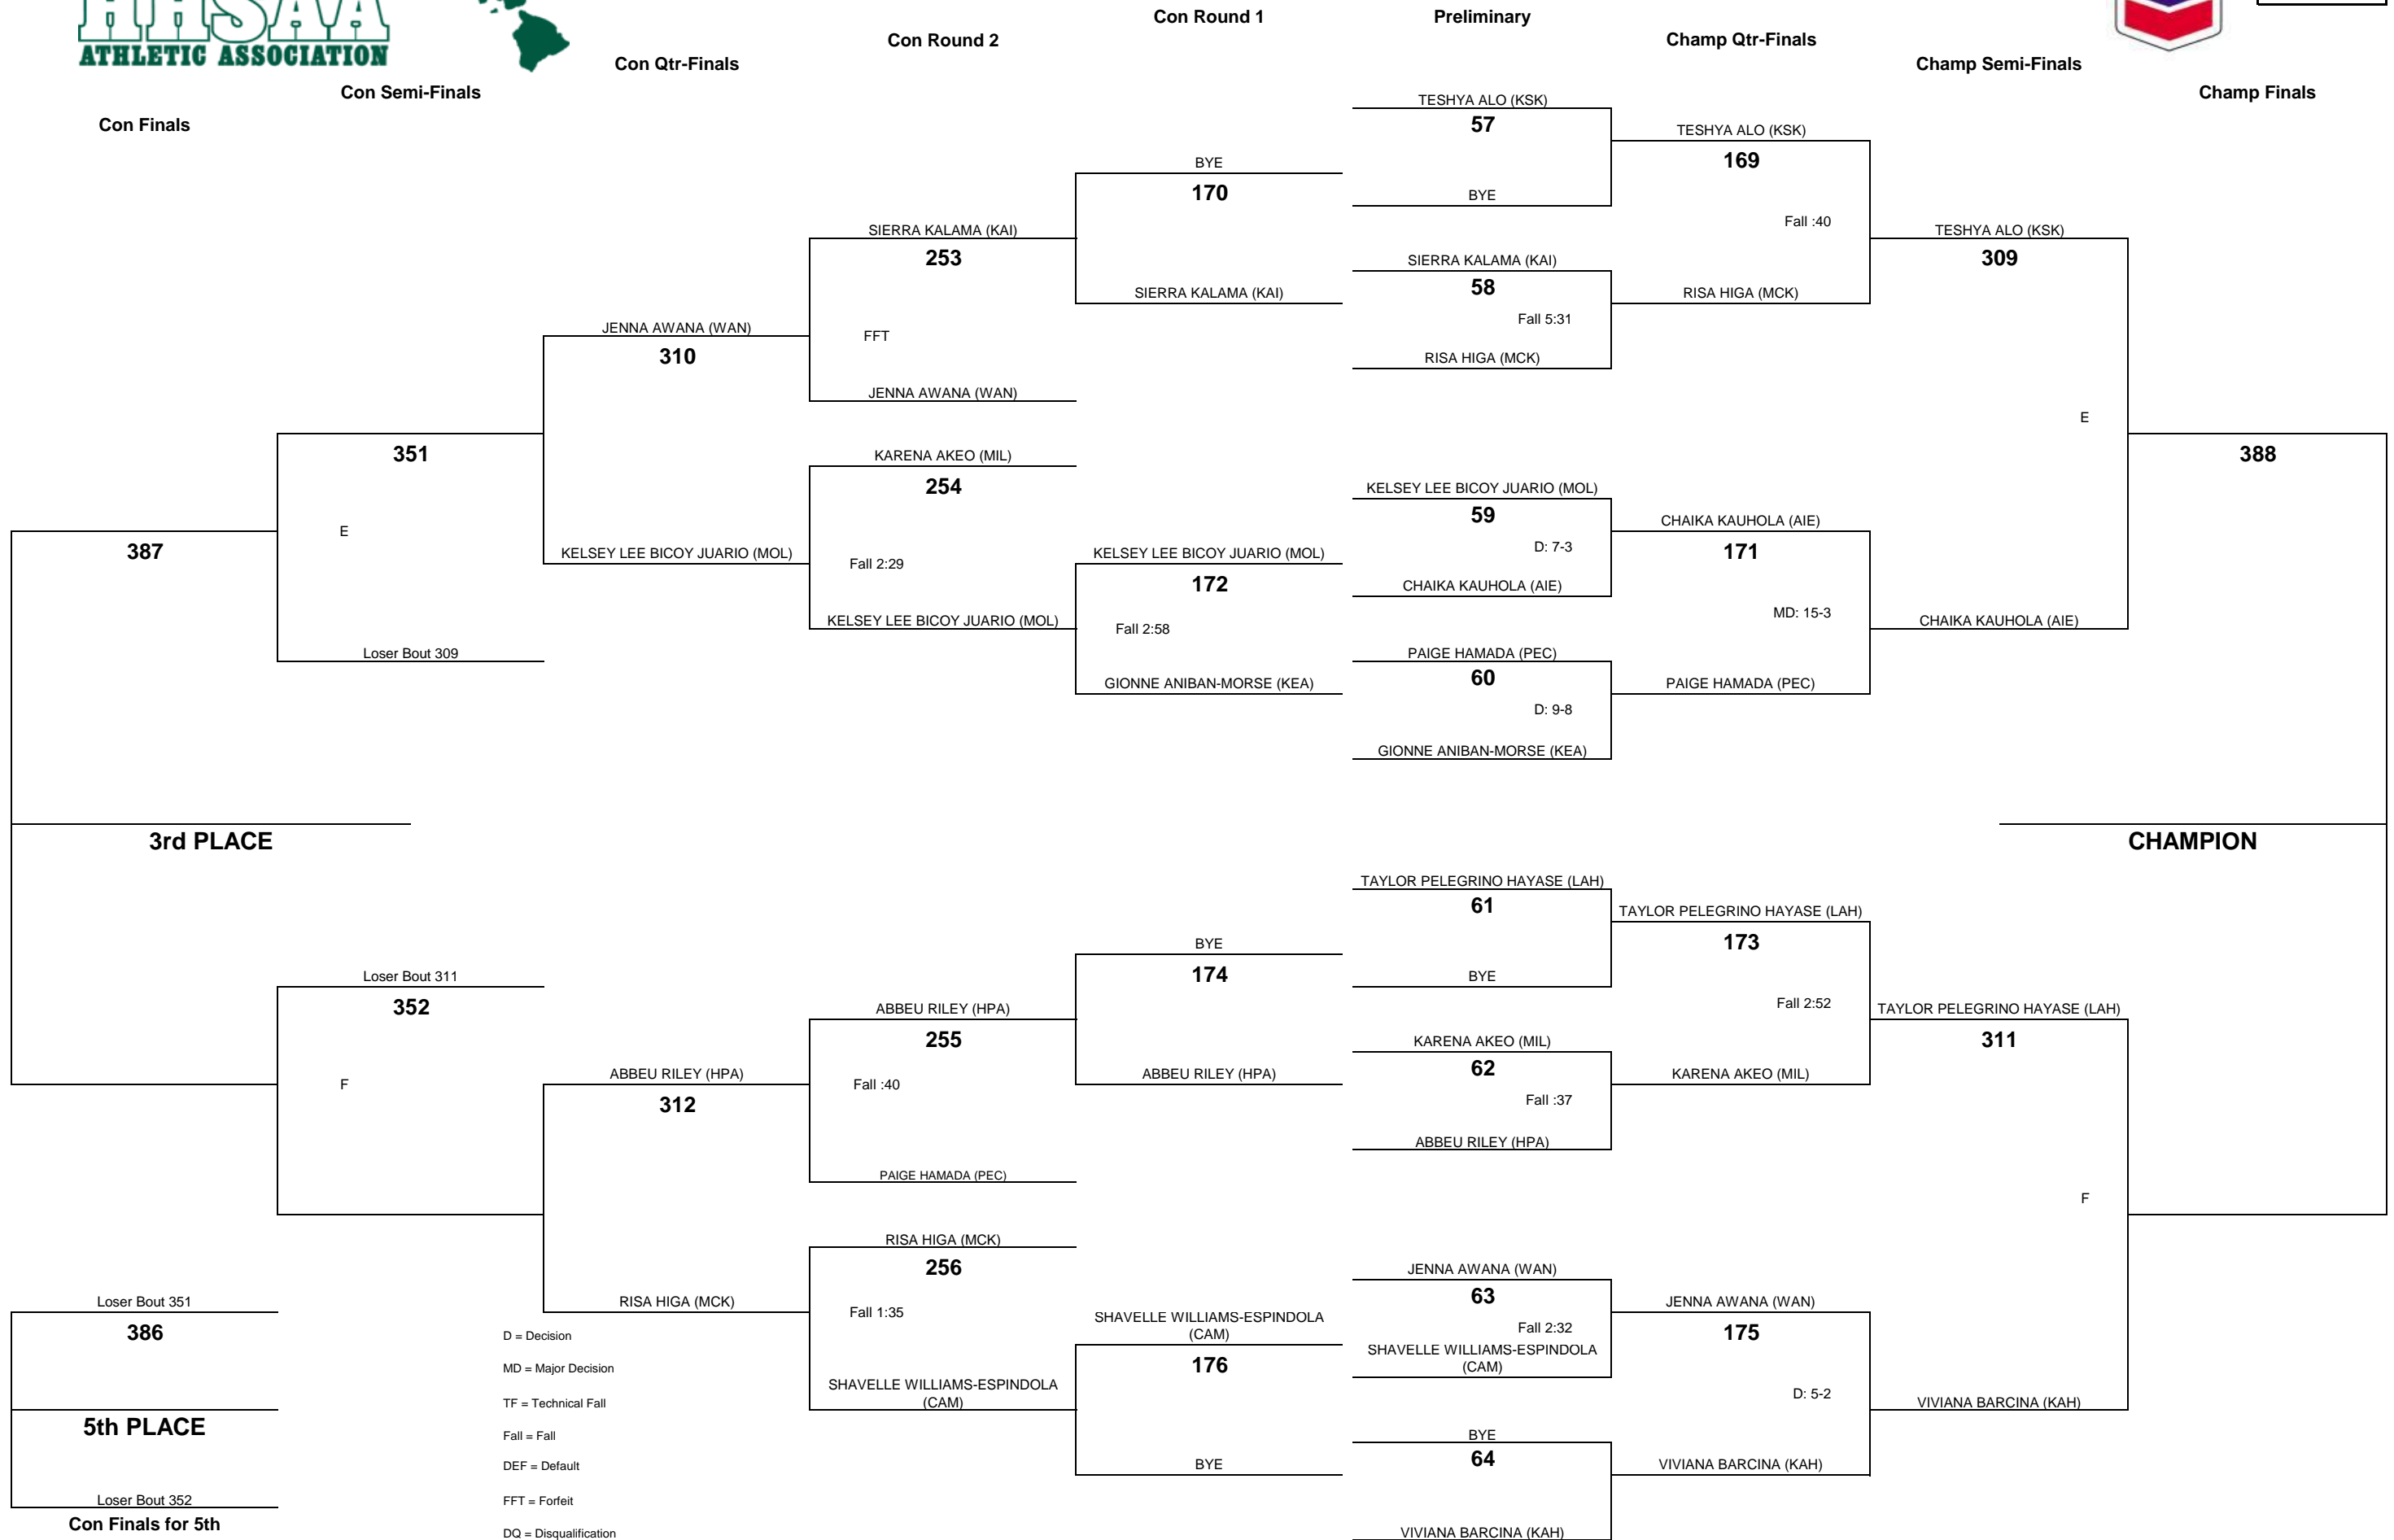 HHSAA
ATHLETIC ASSOCIATION
Con Finals
Con Semi-Finals
Con Qtr-Finals
Con Round 2
Con Round 1
Preliminary
Champ Qtr-Finals
Champ Semi-Finals
Champ Finals
TESHYA ALO (KSK)
57
BYE
SIERRA KALAMA (KAI)
58
Fall 5:31
RISA HIGA (MCK)
KELSEY LEE BICOY JUARIO (MOL)
59
D: 7-3
CHAIKA KAUHOLA (AIE)
PAIGE HAMADA (PEC)
60
D: 9-8
GIONNE ANIBAN-MORSE (KEA)
TAYLOR PELEGRINO HAYASE (LAH)
61
BYE
KARENA AKEO (MIL)
62
Fall :37
ABBEU RILEY (HPA)
JENNA AWANA (WAN)
63
Fall 2:32
SHAVELLE WILLIAMS-ESPINDOLA
(CAM)
BYE
64
VIVIANA BARCINA (KAH)
TESHYA ALO (KSK)
169
Fall :40
RISA HIGA (MCK)
CHAIKA KAUHOLA (AIE)
171
MD: 15-3
PAIGE HAMADA (PEC)
TAYLOR PELEGRINO HAYASE (LAH)
173
Fall 2:52
KARENA AKEO (MIL)
JENNA AWANA (WAN)
175
D: 5-2
VIVIANA BARCINA (KAH)
TESHYA ALO (KSK)
309
E
CHAIKA KAUHOLA (AIE)
TAYLOR PELEGRINO HAYASE (LAH)
311
F
VIVIANA BARCINA (KAH)
388
CHAMPION
BYE
170
SIERRA KALAMA (KAI)
KELSEY LEE BICOY JUARIO (MOL)
172
Fall 2:58
GIONNE ANIBAN-MORSE (KEA)
BYE
174
ABBEU RILEY (HPA)
SHAVELLE WILLIAMS-ESPINDOLA
(CAM)
176
BYE
SIERRA KALAMA (KAI)
253
FFT
JENNA AWANA (WAN)
KARENA AKEO (MIL)
254
Fall 2:29
KELSEY LEE BICOY JUARIO (MOL)
ABBEU RILEY (HPA)
255
Fall :40
PAIGE HAMADA (PEC)
RISA HIGA (MCK)
256
Fall 1:35
SHAVELLE WILLIAMS-ESPINDOLA
(CAM)
JENNA AWANA (WAN)
310
KELSEY LEE BICOY JUARIO (MOL)
ABBEU RILEY (HPA)
312
RISA HIGA (MCK)
351
E
Loser Bout 309
Loser Bout 311
352
F
387
3rd PLACE
Loser Bout 351
386
5th PLACE
Loser Bout 352
Con Finals for 5th
D = Decision
MD = Major Decision
TF = Technical Fall
Fall = Fall
DEF = Default
FFT = Forfeit
DQ = Disqualification